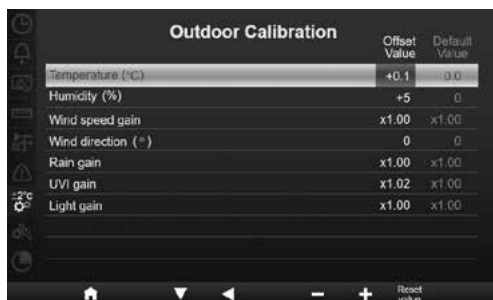 Outdoor Calibration
Offset Value
Default Value
Temperature (°C) +0.1 0.0
Humidity (%) +5 0
Wind speed gain x1.00 x1.00
Wind direction (°) 0 0
Rain gain x1.00 x1.00
UVI gain x1.02 x1.00
Light gain x1.00 x1.00
±2°c
Reset value